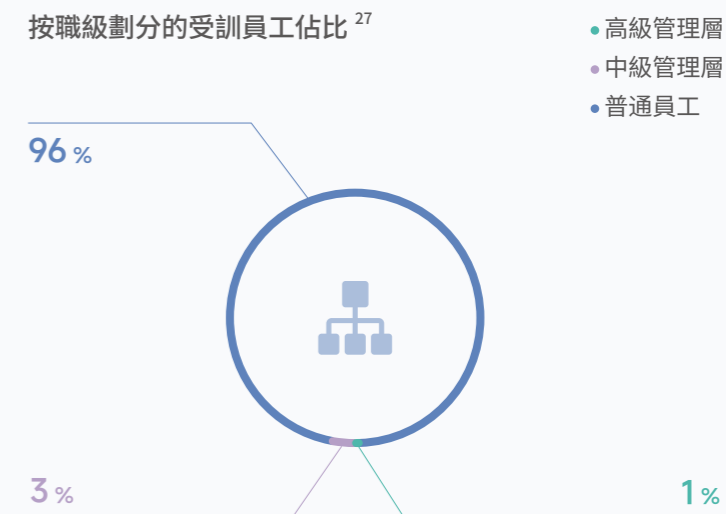 按職級劃分的受訓員工佔比 27
高級管理層
中級管理層
普通員工
96 %
3 %
1 %